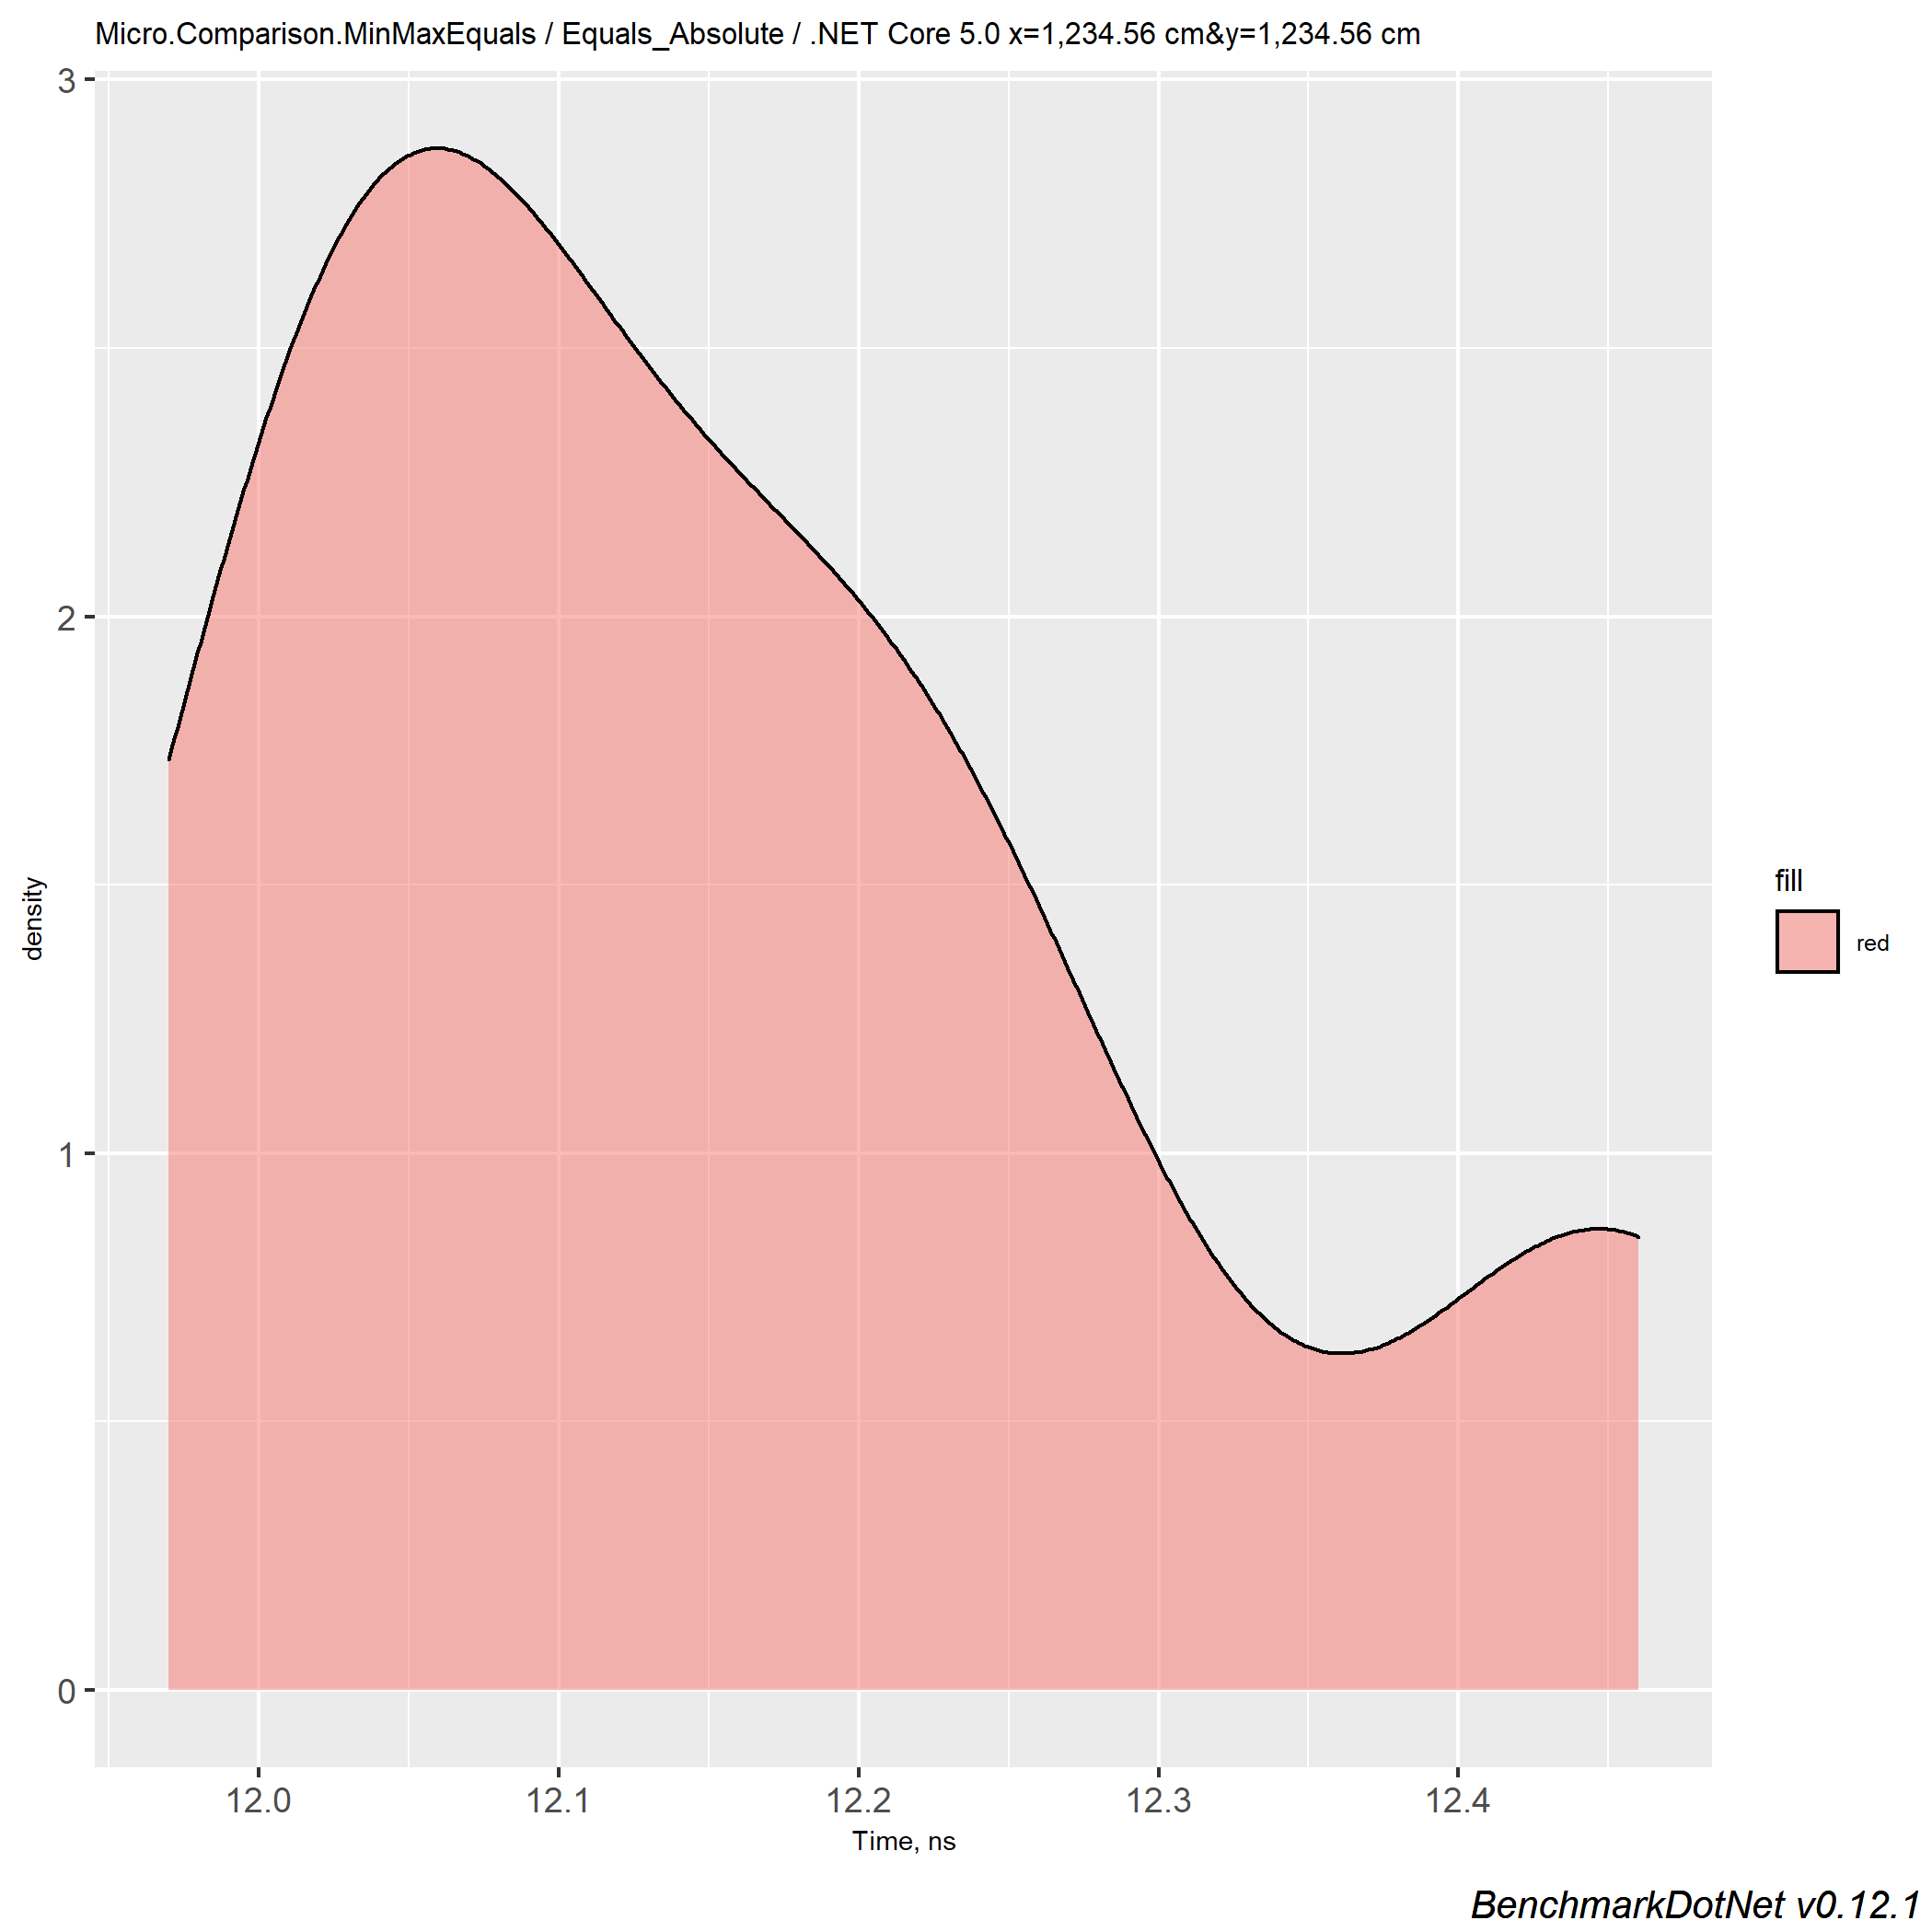 Micro.Comparison.MinMaxEquals / Equals_Absolute / .NET Core 5.0 x=1,234.56 cm&y=1,234.56 cm
3
2
1
0
density
12.0 12.1 12.2 12.3 12.4
Time, ns
fill
red
BenchmarkDotNet v0.12.1